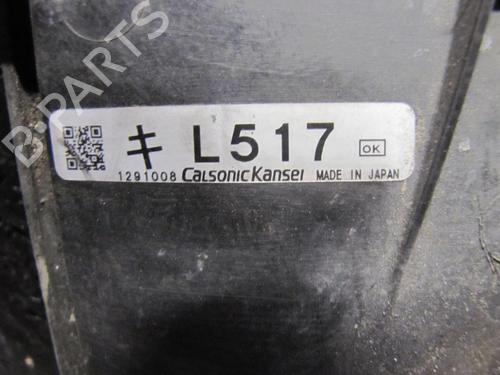 B-PARTS
キ L517 OK
1291008 CalsonicKansei MADE IN JAPAN